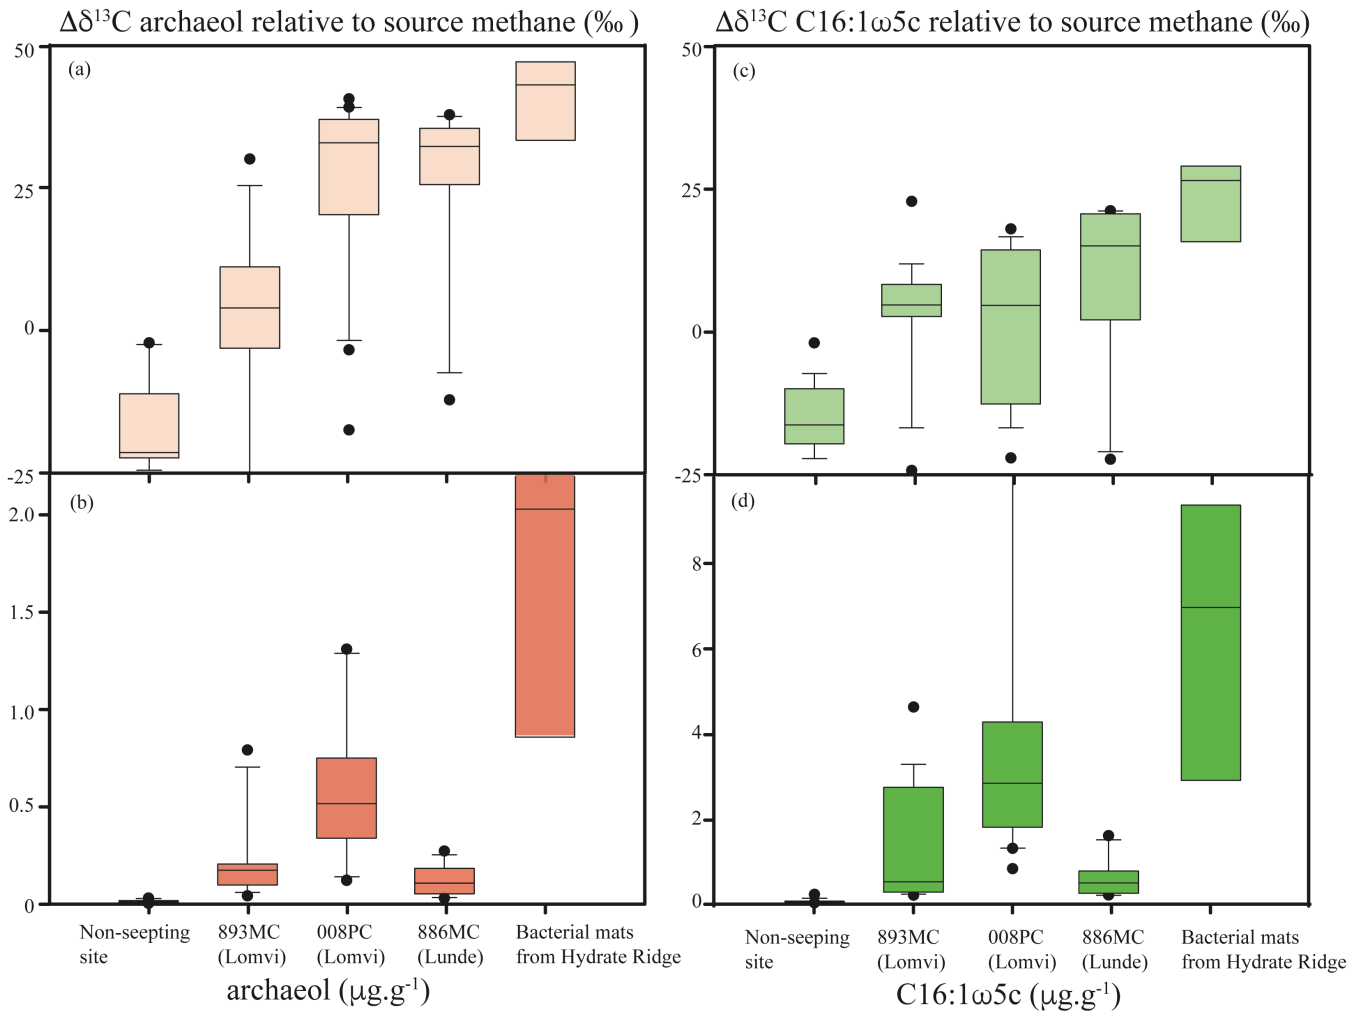 Δδ¹³C archaeol relative to source methane (‰ )
Δδ¹³C C16:1ω5c relative to source methane (‰)
50
(a)
25
0
-25
50
(c)
25
0
-25
(b)
2.0
1.5
1.0
0.5
0
(d)
8
6
4
2
0
Non-seepting
site
893MC
(Lomvi)
008PC
(Lomvi)
886MC
(Lunde)
Bacterial mats
from Hydrate Ridge
archaeol (μg.g⁻¹)
Non-seeping
site
893MC
(Lomvi)
008PC
(Lomvi)
886MC
(Lunde)
Bacterial mats
from Hydrate Ridge
C16:1ω5c (μg.g⁻¹)